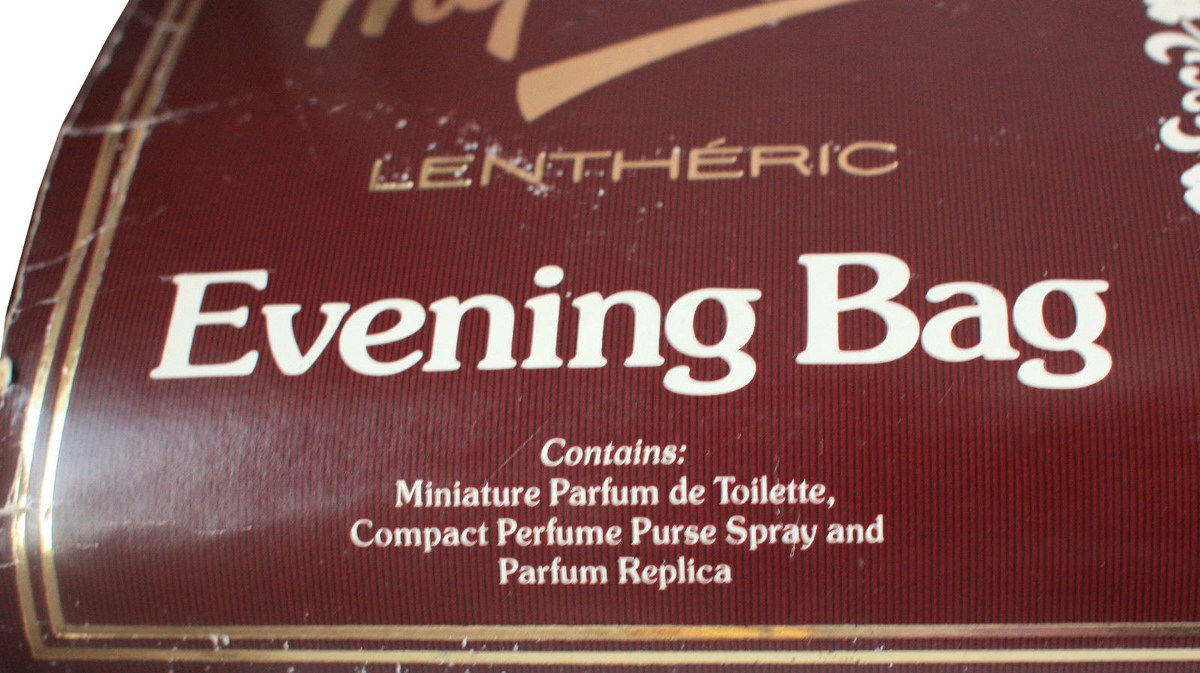 LENTHÉRIC
Evening Bag
Contains:
Miniature Parfum de Toilette,
Compact Perfume Purse Spray and
Parfum Replica